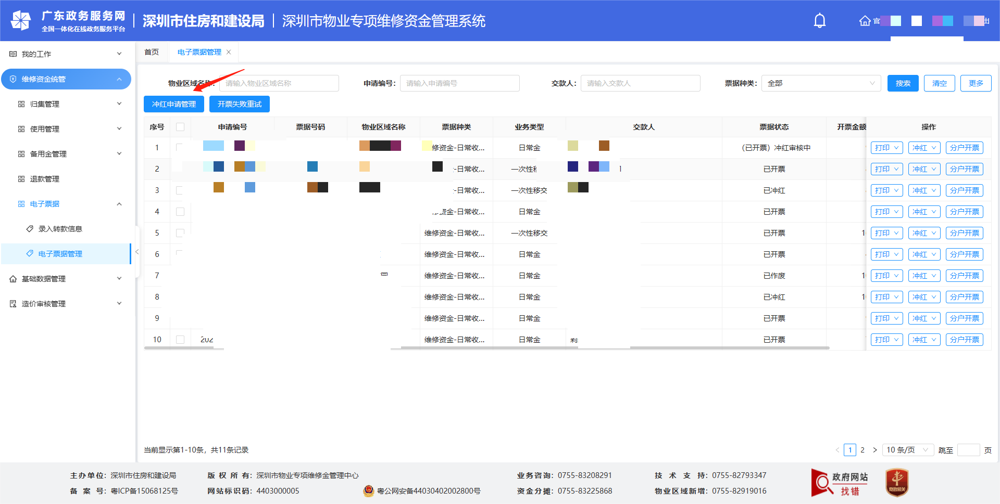 广东政务服务网
全国一体化在线政务服务平台
深圳市住房和建设局
深圳市物业专项维修资金管理系统
我的工作
维修资金统管
归集管理
使用管理
备用金管理
退款管理
电子票据
录入转款信息
电子票据管理
基础数据管理
造价审核管理
首页 电子票据管理
物业区域名称： 请输入物业区域名称 申请编号： 请输入申请编号 交款人： 请输入交款人 票据种类： 全部 搜索 清空 更多
冲红申请管理 开票失败重试
序号 申请编号 票据号码 物业区域名称 票据种类 业务类型 交款人 票据状态 开票金额 操作
1 修资金-日常收... 日常金 （已开票）冲红审核中 打印 冲红 分户开票
2 -日常收... 一次性移 已开票 打印 冲红 分户开票
3 -日常收... 一次性移交 已冲红 打印 冲红 分户开票
4 资金-日常收... 日常金 已开票 打印 冲红 分户开票
5 维修资金-日常收... 一次性移交 已开票 1 打印 冲红 分户开票
6 维修资金-日常收... 日常金 已开票 打印 冲红 分户开票
7 维修资金-日常收... 日常金 已作废 1 打印 冲红 分户开票
8 维修资金-日常收... 日常金 已冲红 1 打印 冲红 分户开票
9 维修资金-日常收... 日常金 已开票 打印 冲红 分户开票
10 202 维修资金-日常收... 日常金 已开票 打印 冲红 分户开票
当前显示第1-10条，共11条记录
1 2 10 条/页 跳至 页
主办单位：深圳市住房和建设局 版权所有：深圳市物业专项维修金管理中心 业务咨询：0755-83208291 技术支持：0755-82793347
备案号：粤ICP备15068125号 网站标识码：4403000005 粤公网安备44030402002800号 资金分摊：0755-83225868 物业区域新增：0755-82919016
政府网站
找错
党政机关